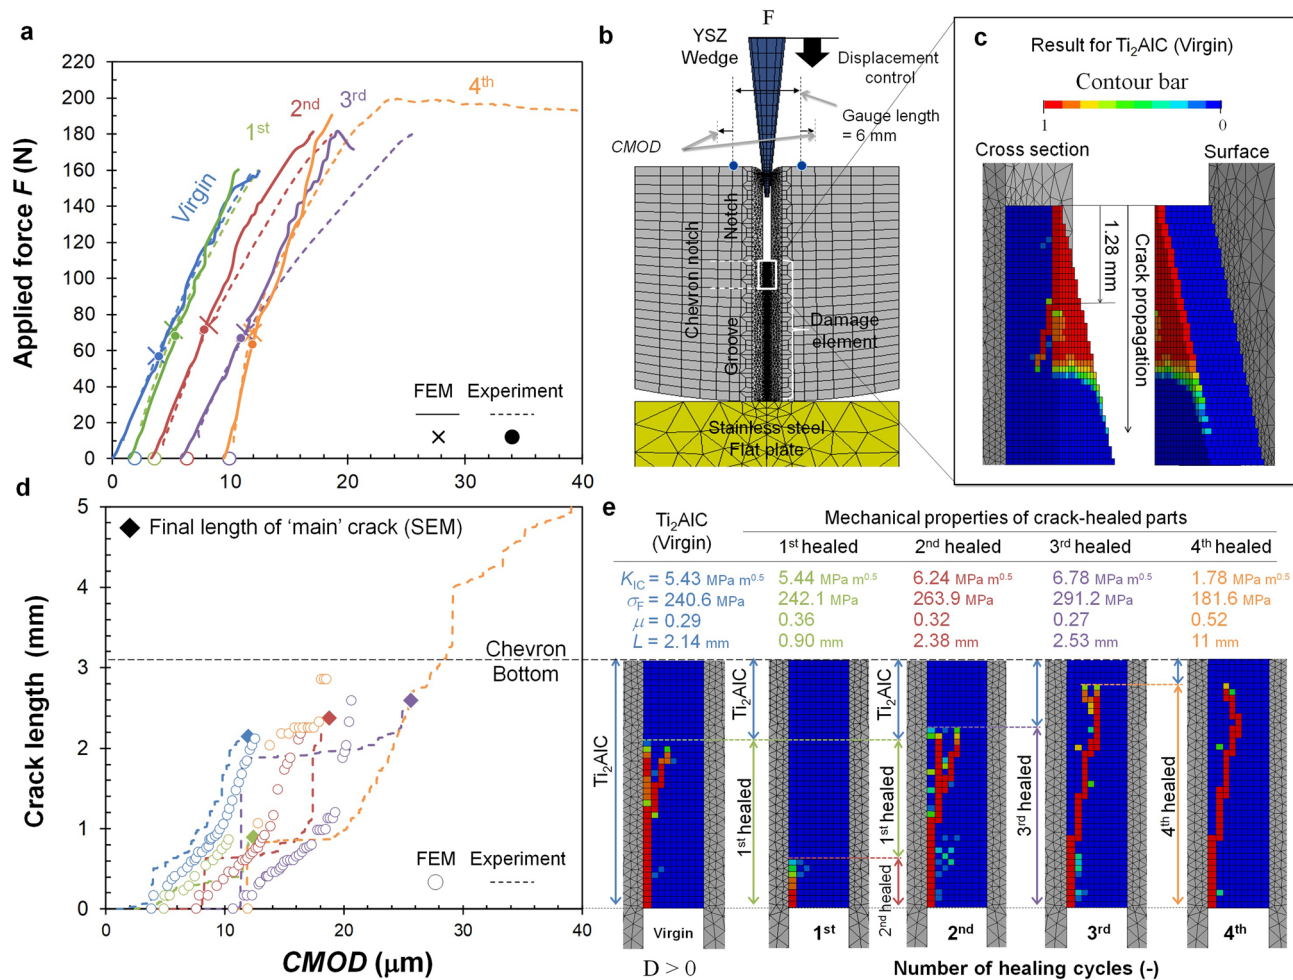 a
220
200
180
160
140
120
100
80
60
40
20
0
Applied force F (N)
Virgin
1st
2nd
3rd
4th
FEM Experiment
0 10 20 30 40
b
F
YSZ
Wedge
Displacement
control
Gauge length
= 6 mm
CMOD
Notch
Chevron notch
Groove
Damage
element
Stainless steel
Flat plate
c
Result for Ti2AlC (Virgin)
Contour bar
1 0
Cross section
Surface
1.28 mm
Crack propagation
d
5
4
3
2
1
0
Crack length (mm)
Final length of 'main' crack (SEM)
Chevron
Bottom
FEM Experiment
0 10 20 30 40
CMOD (μm)
e
Ti2AlC
(Virgin)
Mechanical properties of crack-healed parts
1st healed 2nd healed 3rd healed 4th healed
KIC = 5.43 MPa m0.5 5.44 MPa m0.5 6.24 MPa m0.5 6.78 MPa m0.5 1.78 MPa m0.5
σF = 240.6 MPa 242.1 MPa 263.9 MPa 291.2 MPa 181.6 MPa
μ = 0.29 0.36 0.32 0.27 0.52
L = 2.14 mm 0.90 mm 2.38 mm 2.53 mm 11 mm
Ti2AlC
Ti2AlC
1st healed
Ti2AlC
1st healed
2nd healed
3rd healed
4th healed
Virgin 1st 2nd 3rd 4th
D > 0
Number of healing cycles (-)